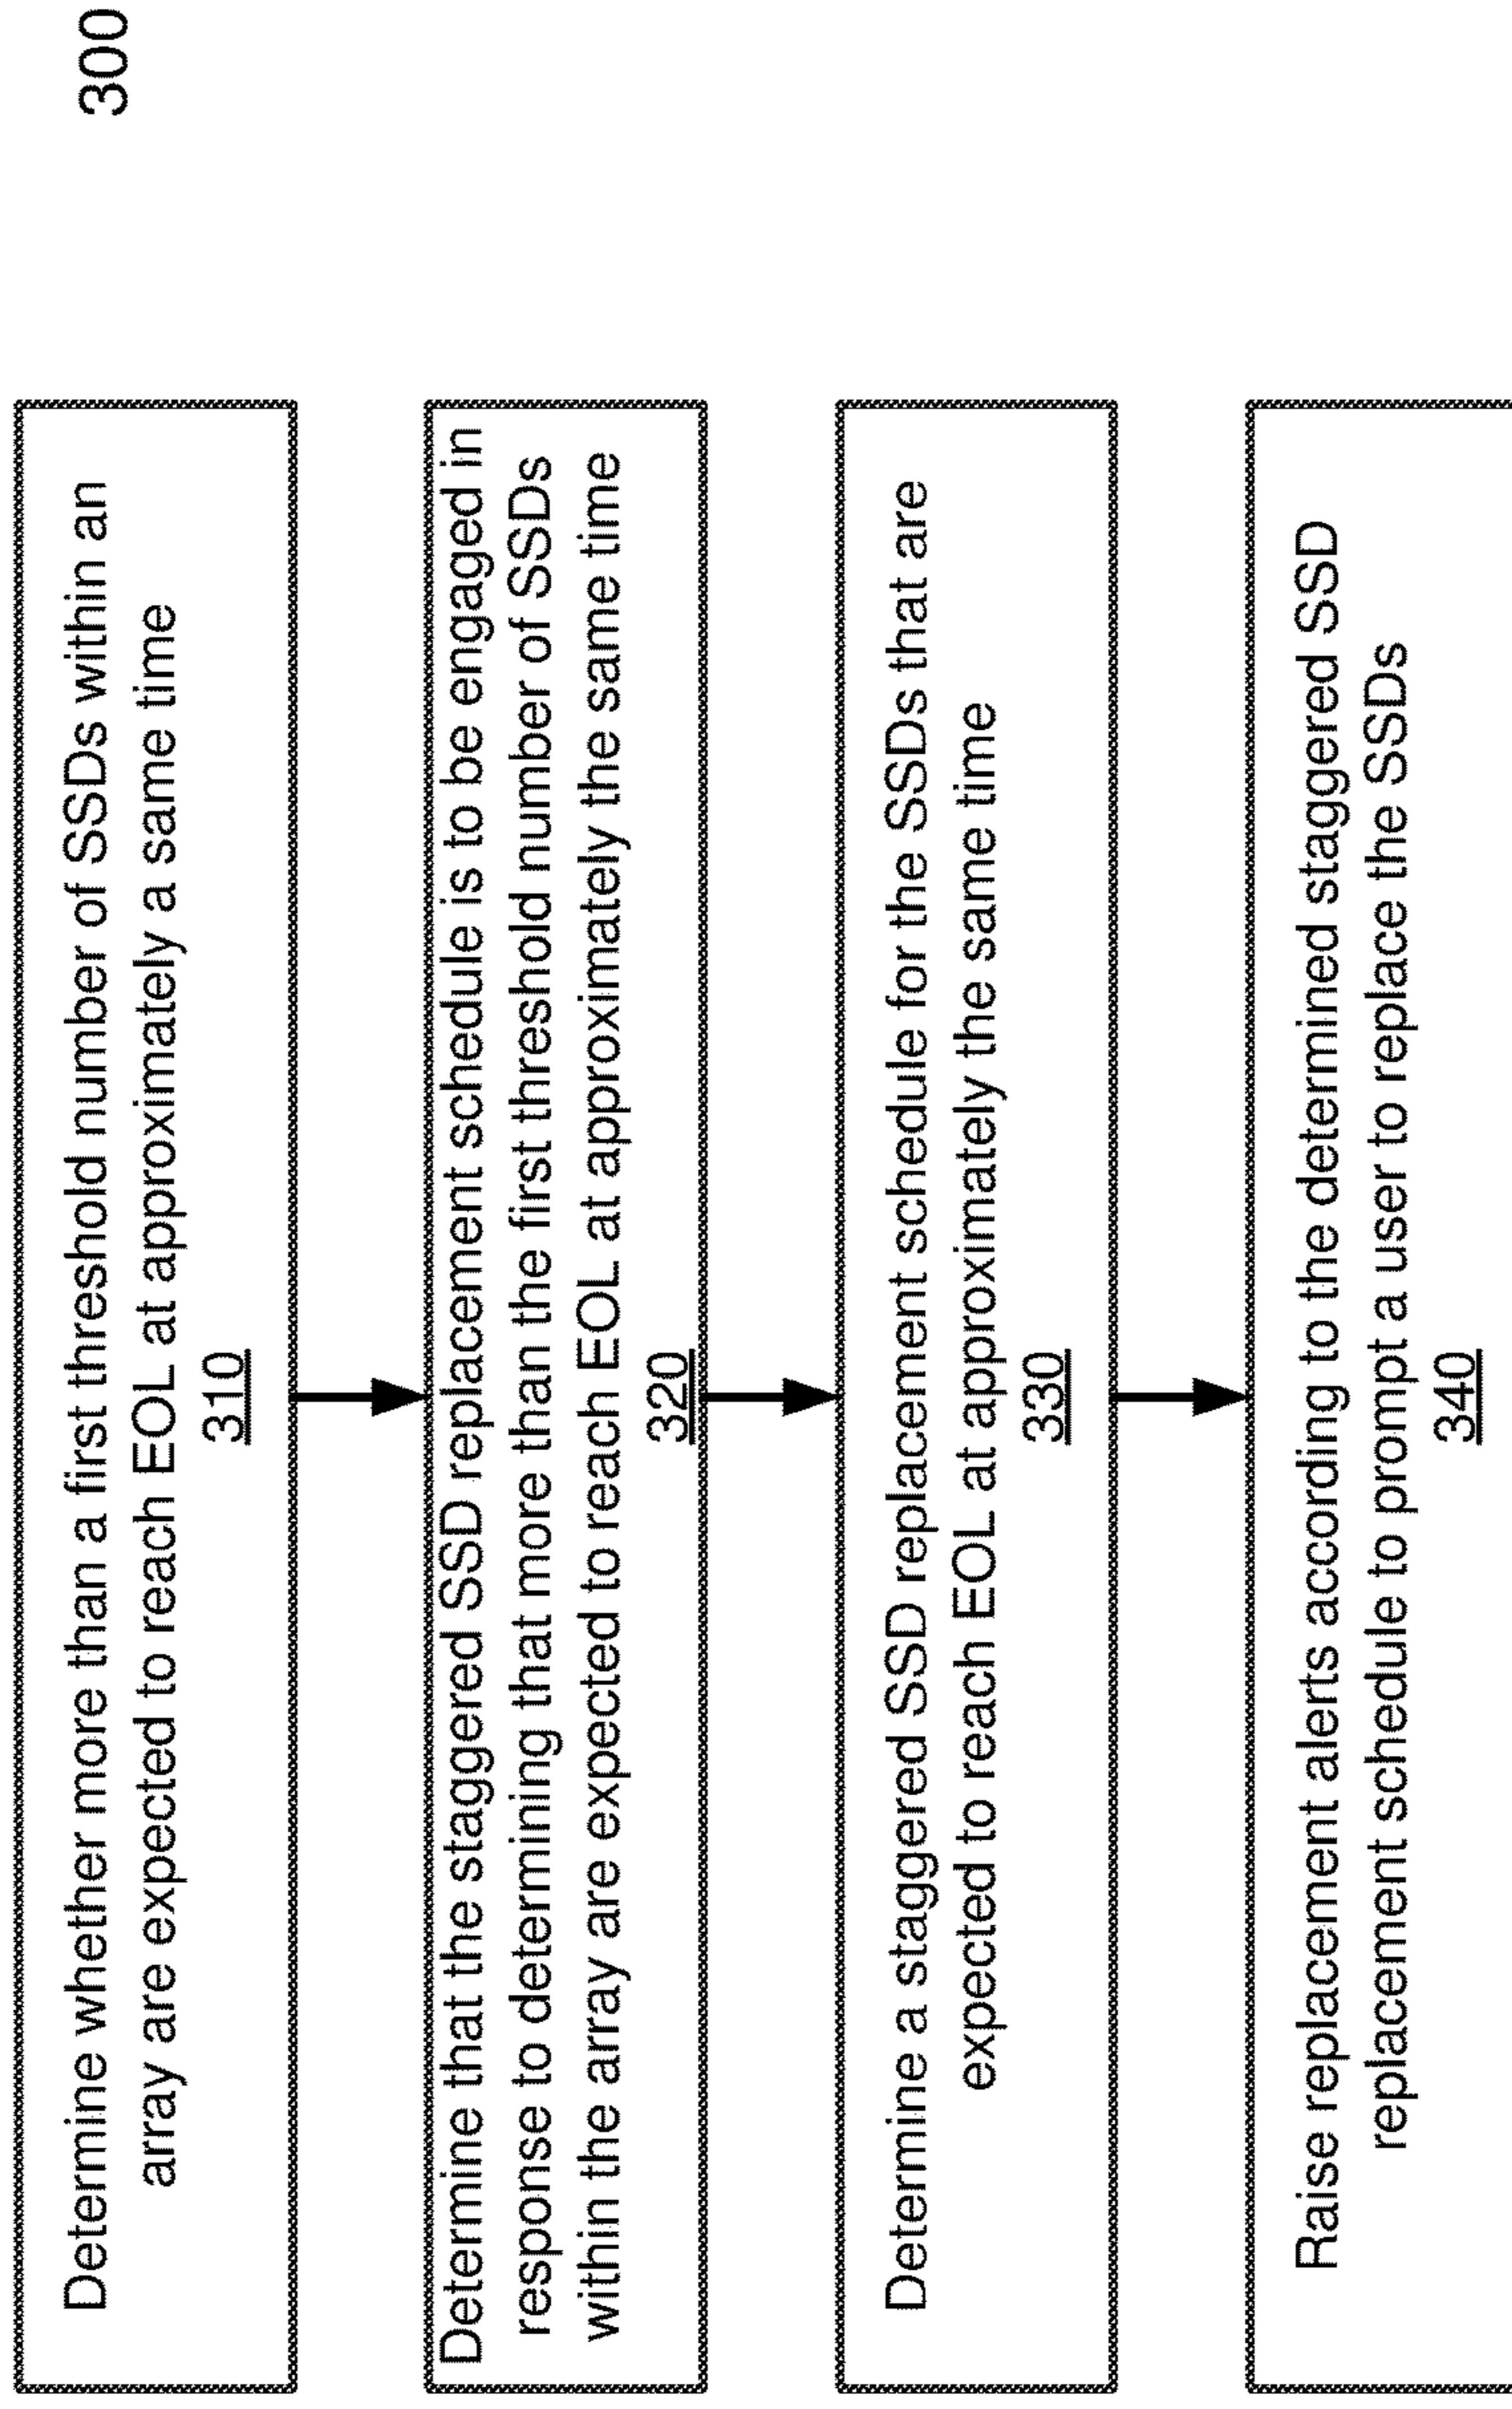 300
Determine whether more than a first threshold number of SSDs within an
array are expected to reach EOL at approximately a same time
310
Determine that the staggered SSD replacement schedule is to be engaged in
response to determining that more than the first threshold number of SSDs
within the array are expected to reach EOL at approximately the same time
320
Determine a staggered SSD replacement schedule for the SSDs that are
expected to reach EOL at approximately the same time
330
Raise replacement alerts according to the determined staggered SSD
replacement schedule to prompt a user to replace the SSDs
340